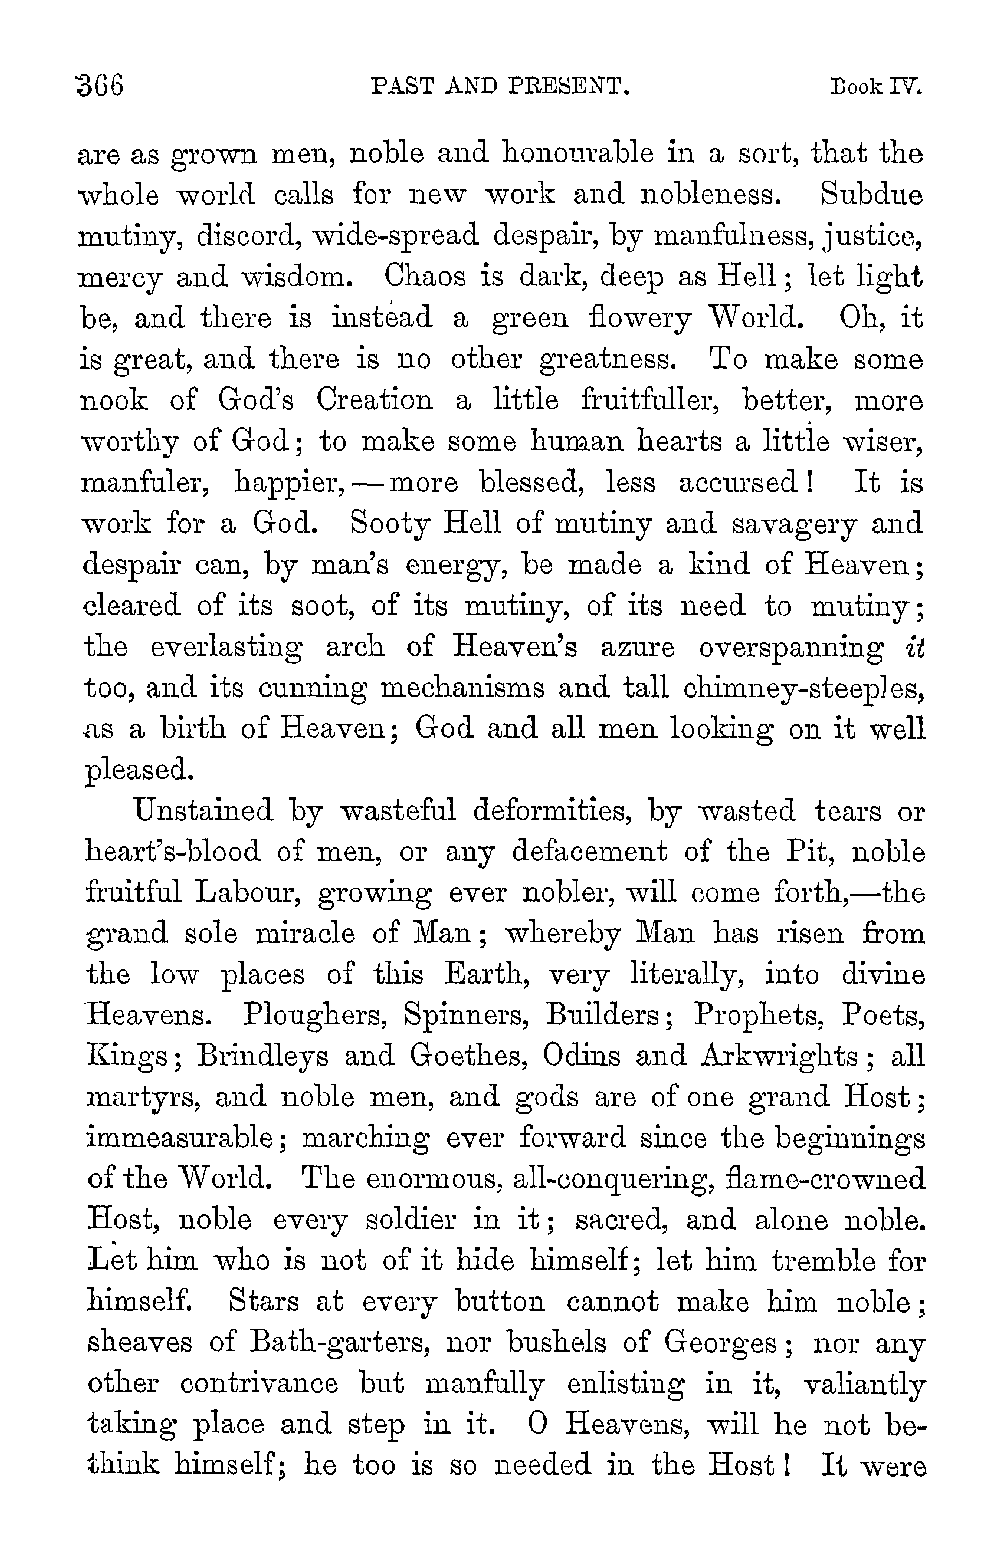 366 PAST AND PRESENT. Book IV.
are as grown men, noble and honourable in a sort, that the
whole world calls for new work and nobleness. Subdue
mutiny, discord, wide-spread despair, by manfulness, justice,
mercy and wisdom. Chaos is dark, deep as Hell; let light
be, and there is instead a green flowery World. Oh, it
is great, and there is no other greatness. To make some
nook of God's Creation a little fruitfuller, better, more
worthy of God; to make some human hearts a little wiser,
manfuler, happier,—more blessed, less accursed! It is
work for a God. Sooty Hell of mutiny and savagery and
despair can, by man's energy, be made a kind of Heaven;
cleared of its soot, of its mutiny, of its need to mutiny;
the everlasting arch of Heaven's azure overspanning it
too, and its cunning mechanisms and tall chimney-steeples,
as a birth of Heaven; God and all men looking on it well
pleased.
Unstained by wasteful deformities, by wasted tears or
heart's-blood of men, or any defacement of the Pit, noble
fruitful Labour, growing ever nobler, will come forth,—the
grand sole miracle of Man; whereby Man has risen from
the low places of this Earth, very literally, into divine
Heavens. Ploughers, Spinners, Builders; Prophets, Poets,
Kings; Brindleys and Goethes, Odins and Arkwrights; all
martyrs, and noble men, and gods are of one grand Host;
immeasurable; marching ever forward since the beginnings
of the World. The enormous, all-conquering, flame-crowned
Host, noble every soldier in it; sacred, and alone noble.
Let him who is not of it hide himself; let him tremble for
himself. Stars at every button cannot make him noble;
sheaves of Bath-garters, nor bushels of Georges; nor any
other contrivance but manfully enlisting in it, valiantly
taking place and step in it. O Heavens, will he not be-
think himself; he too is so needed in the Host! It were